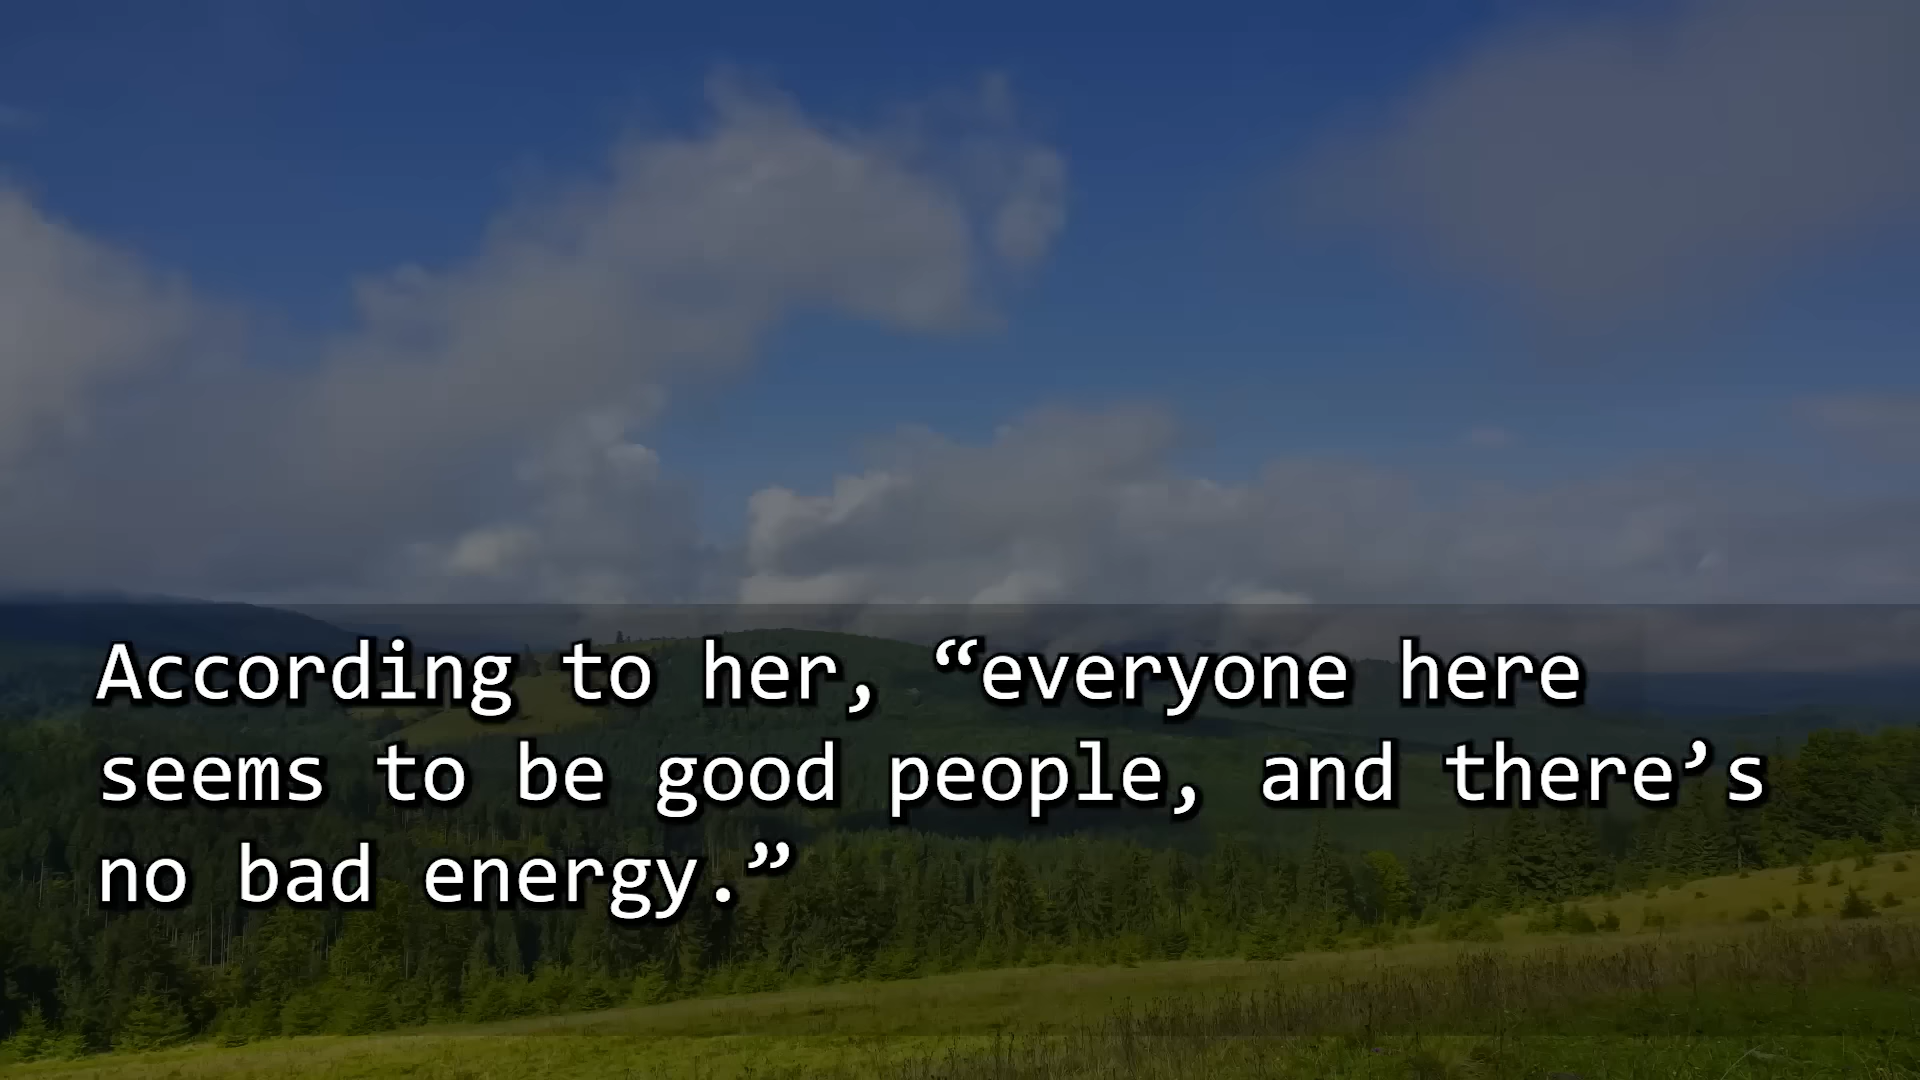 According to her, “everyone here
seems to be good people, and there’s
no bad energy.”